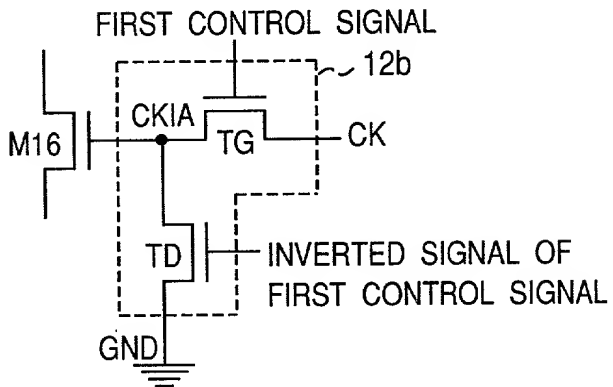 FIRST CONTROL SIGNAL
12b
CKIA
M16
TG
CK
TD
INVERTED SIGNAL OF
FIRST CONTROL SIGNAL
GND